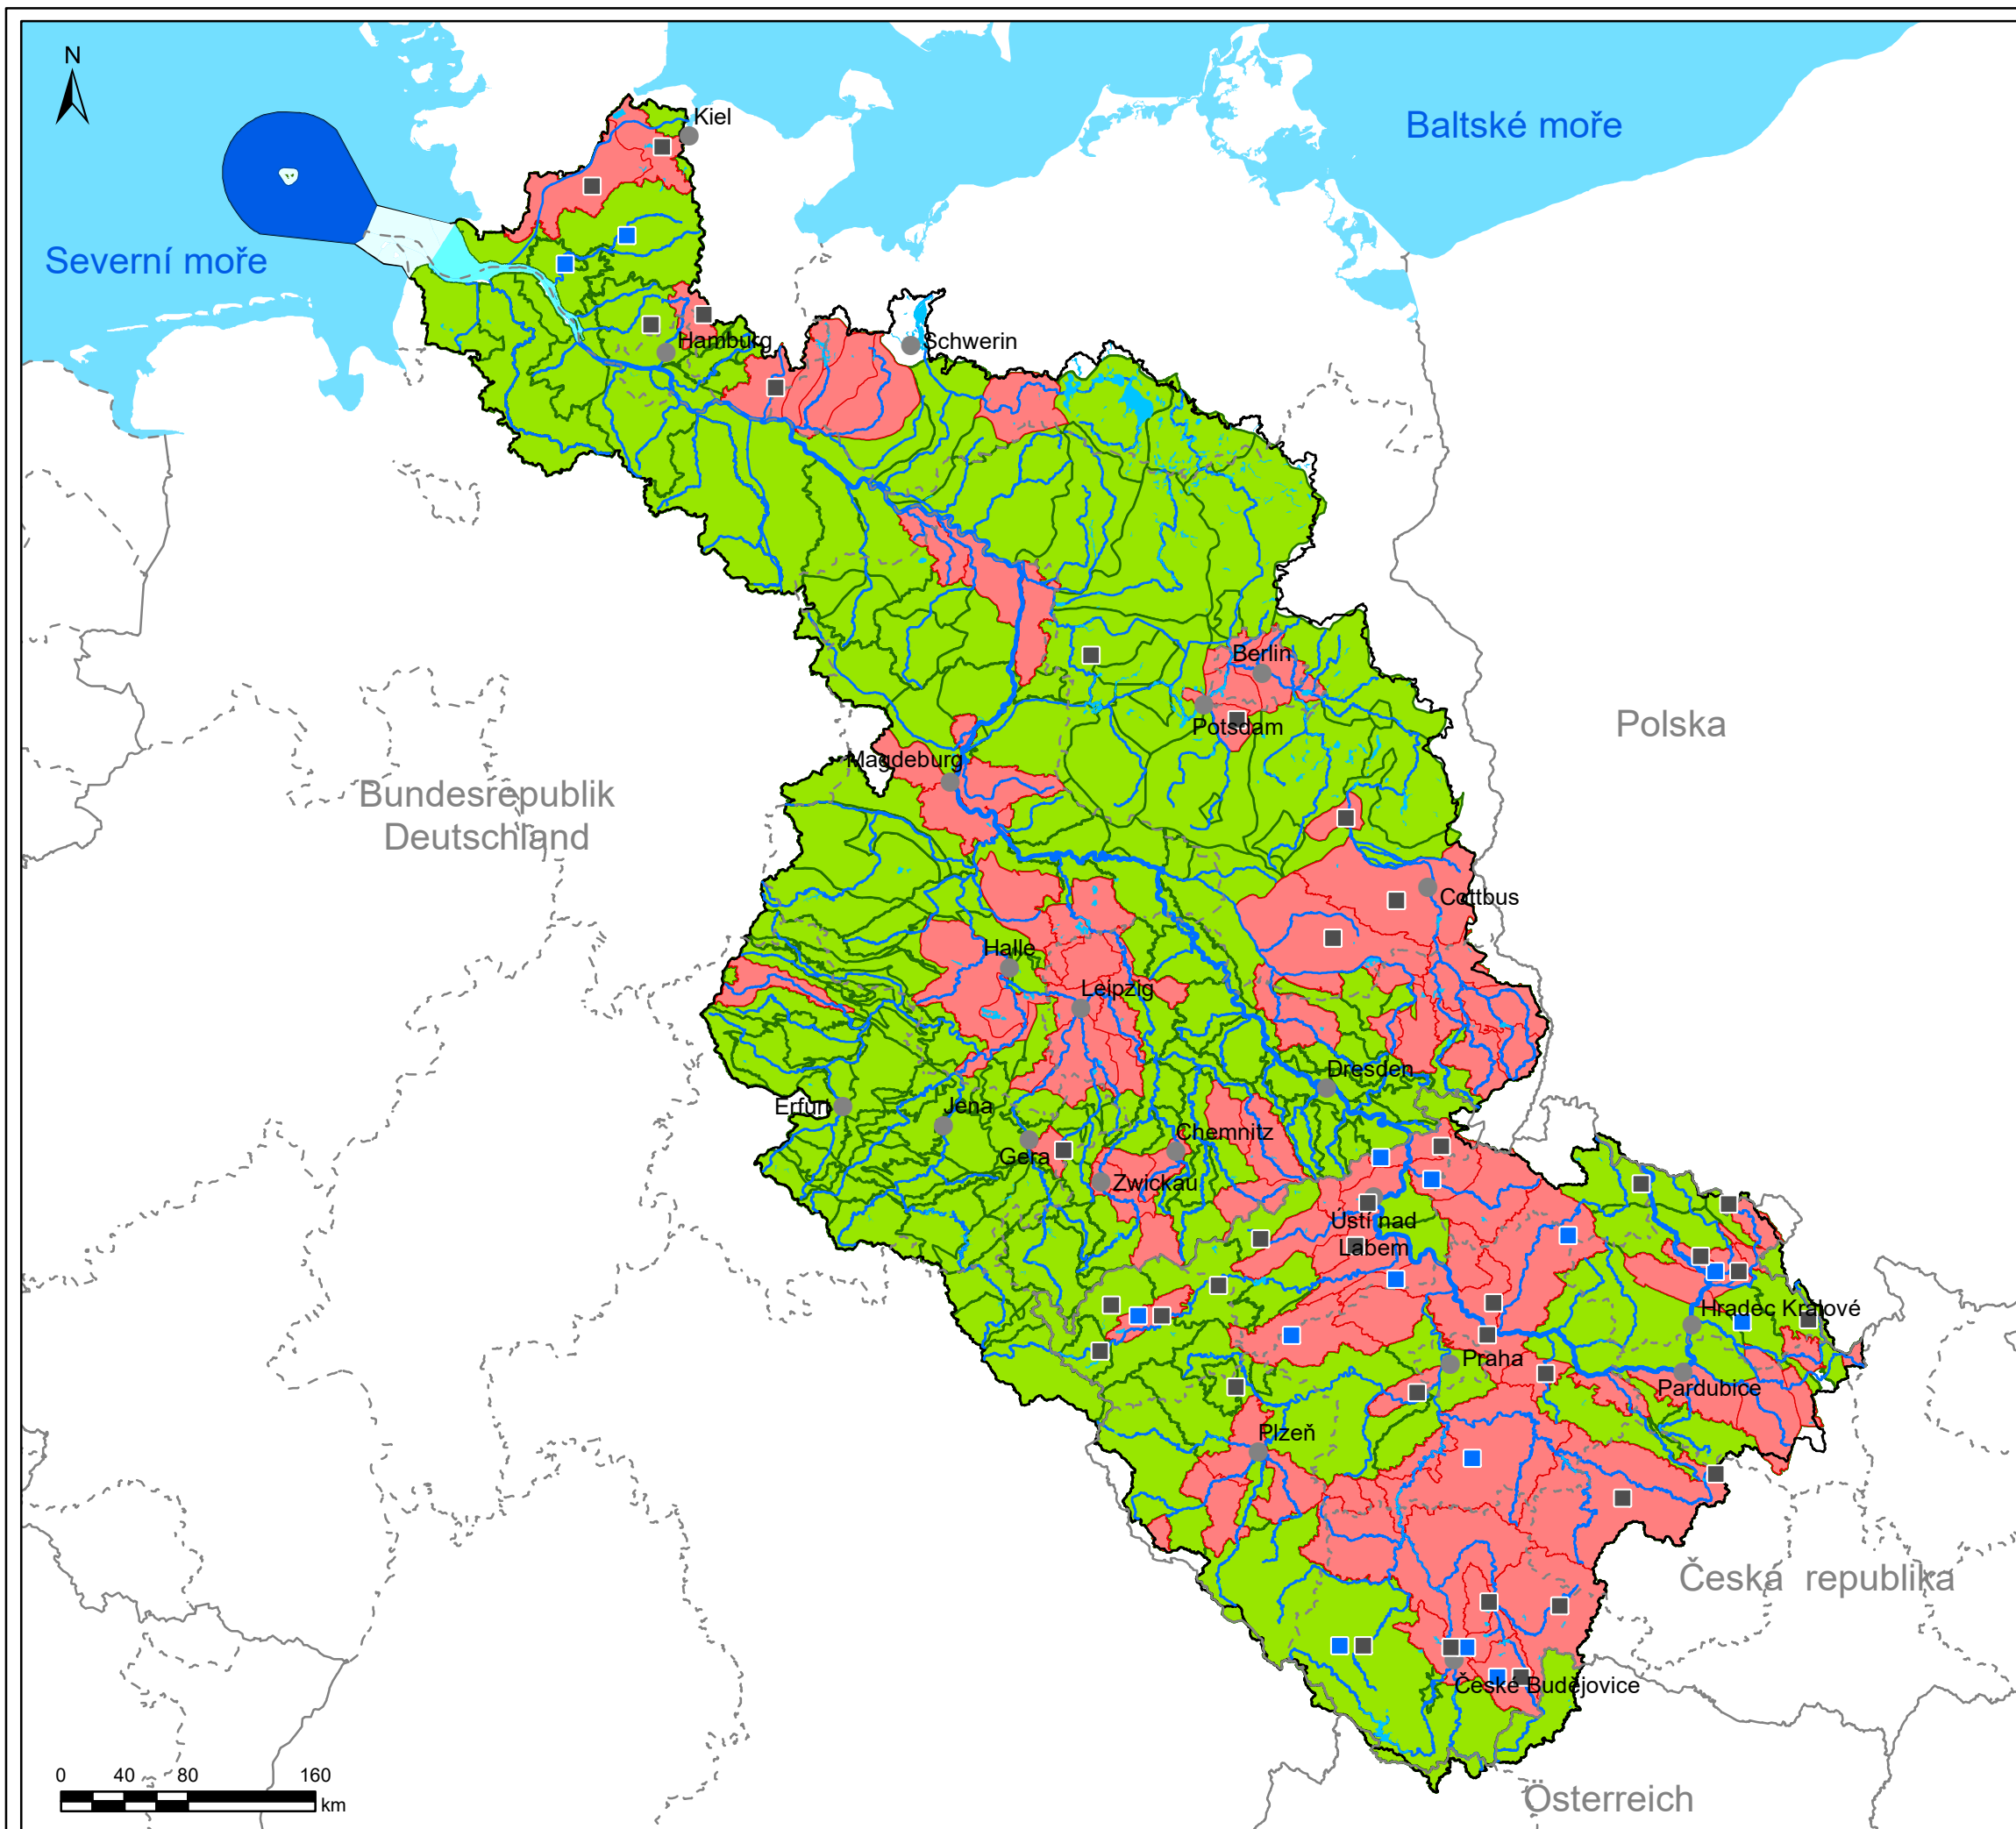 N
Kiel
Baltské moře
Severní moře
Hamburg
Schwerin
Berlin
Potsdam
Polska
Magdeburg
Bundesrepublik
Deutschland
Cottbus
Halle
Leipzig
Dresden
Erfurt
Jena
Chemnitz
Gera
Zwickau
Ústí nad
Labem
Hradec Králové
Praha
Pardubice
Plzeň
Česká republika
České Budějovice
0 40 80 160
km
Österreich